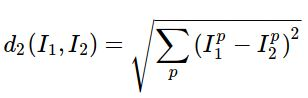 $d_2(I_1, I_2) = \sqrt{\sum_p (I_1^p - I_2^p)^2}$